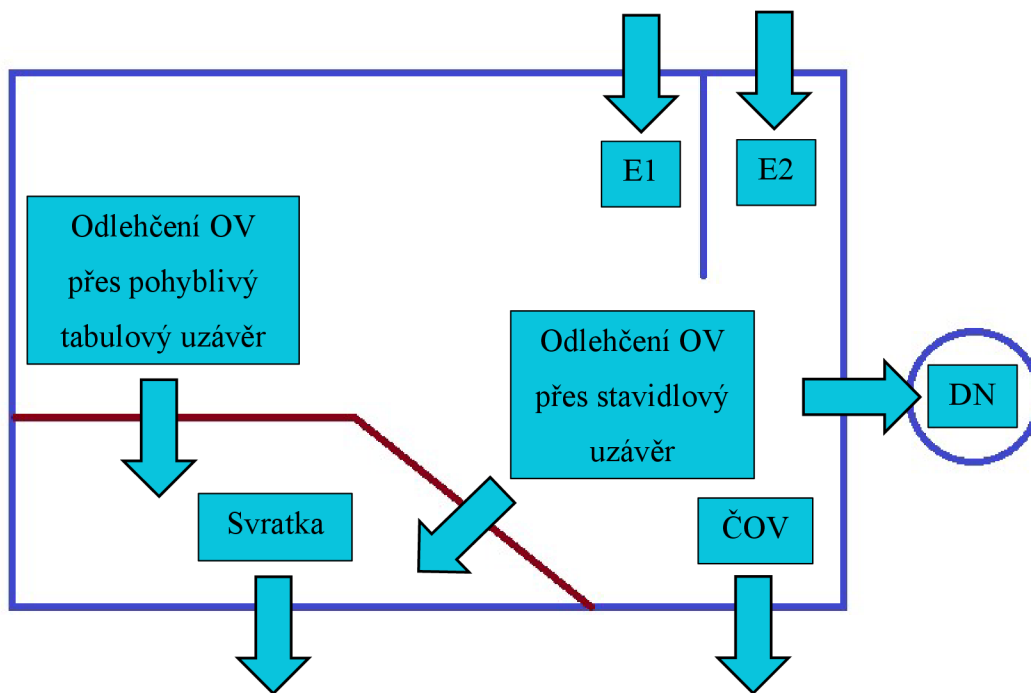 E1
E2
Odlehčení OV
přes pohyblivý
tabulový uzávěr
Odlehčení OV
přes stavidlový
uzávěr
DN
Svratka
ČOV